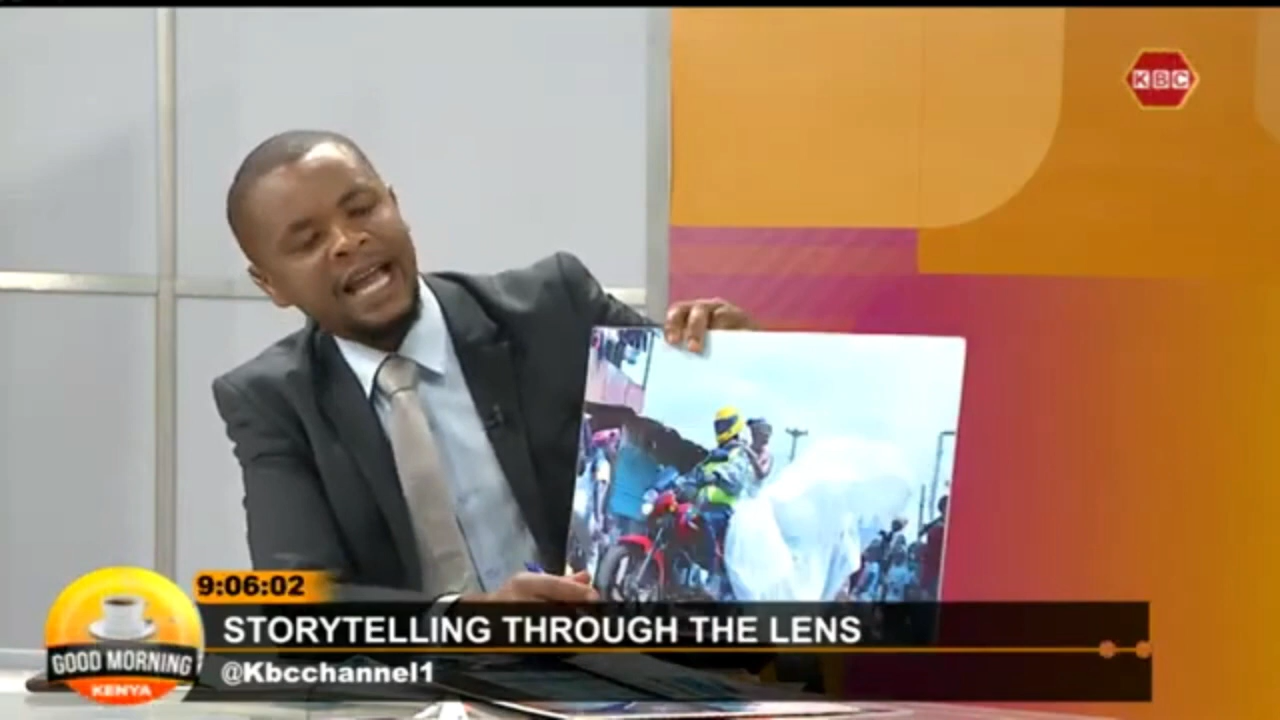 KBC
9:06:02
STORYTELLING THROUGH THE LENS
@Kbcchannel1
GOOD MORNING
KENYA